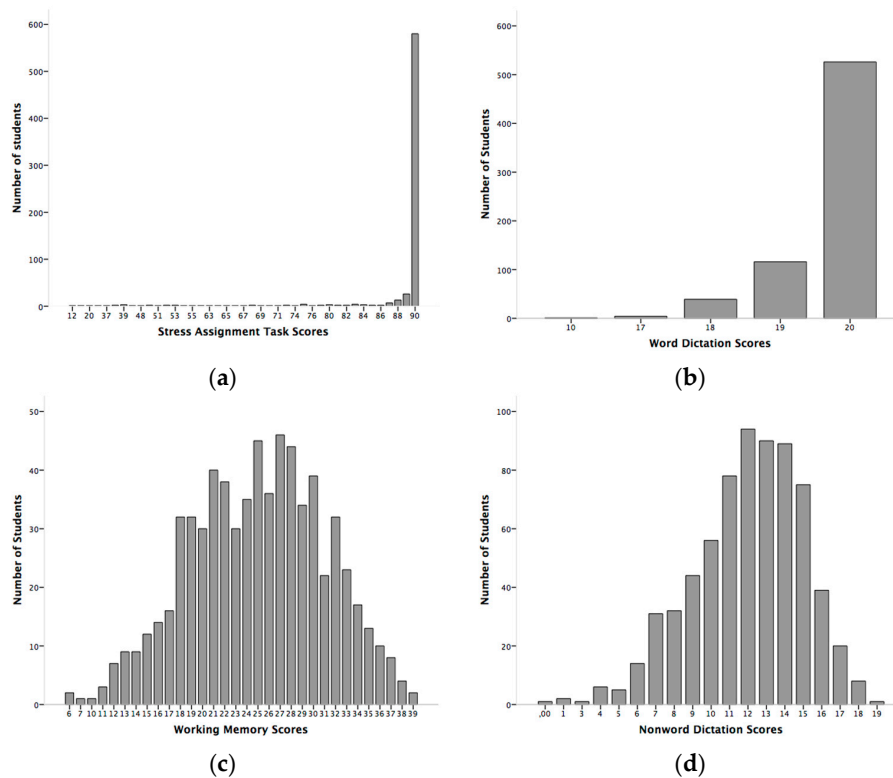 600
500
400
300
200
100
0
Number of students
12 20 37 39 48 51 53 55 63 65 67 69 71 74 76 80 82 84 86 88 90
Stress Assignment Task Scores
(a)
600
500
400
300
200
100
0
Number of Students
10 17 18 19 20
Word Dictation Scores
(b)
50
40
30
20
10
0
Number of Students
6 7 10 11 12 13 14 15 16 17 18 19 20 21 22 23 24 25 26 27 28 29 30 31 32 33 34 35 36 37 38 39
Working Memory Scores
(c)
100
80
60
40
20
0
Number of Students
,00 1 3 4 5 6 7 8 9 10 11 12 13 14 15 16 17 18 19
Nonword Dictation Scores
(d)